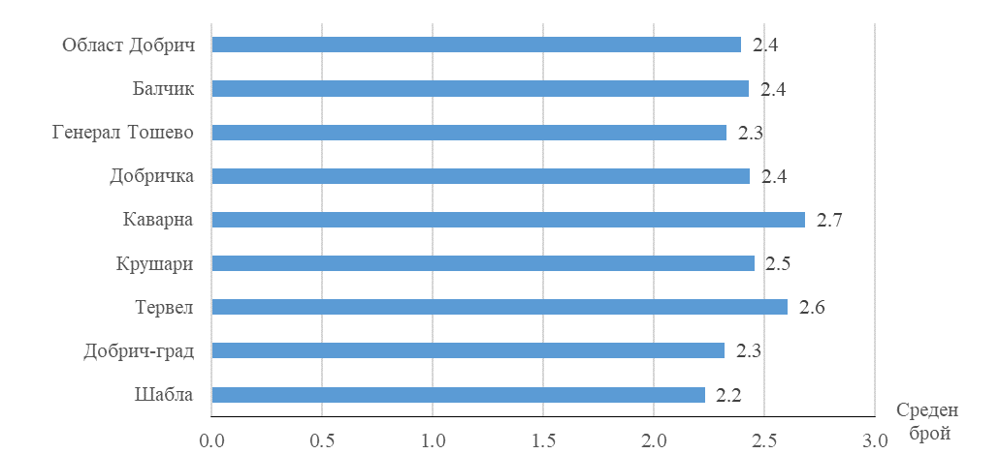 Област Добрич 2.4
Балчик 2.4
Генерал Тошево 2.3
Добричка 2.4
Каварна 2.7
Крушари 2.5
Тервел 2.6
Добрич-град 2.3
Шабла 2.2
0.0 0.5 1.0 1.5 2.0 2.5 3.0
Среден
брой